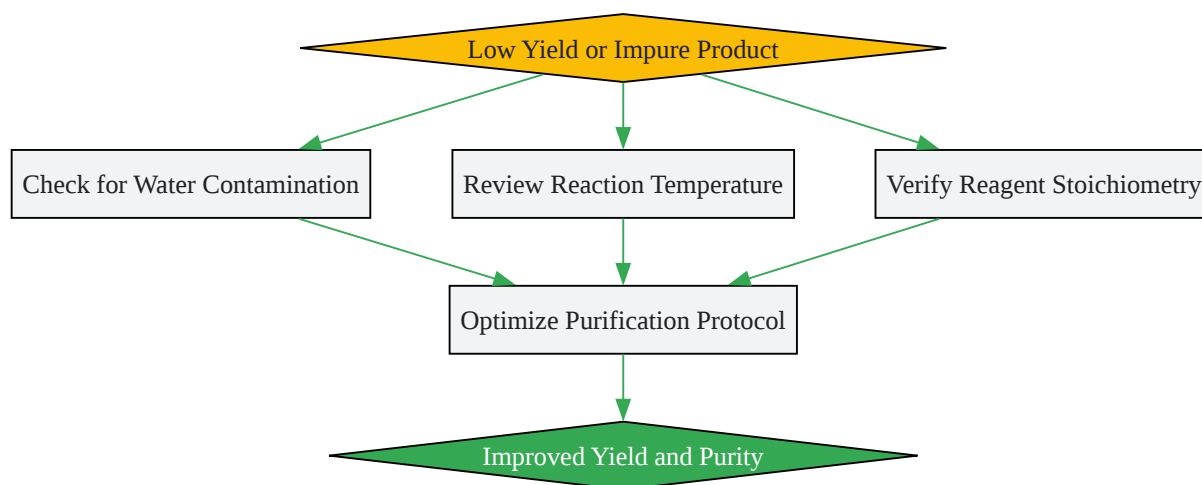 Low Yield or Impure Product
Check for Water Contamination
Review Reaction Temperature
Verify Reagent Stoichiometry
Optimize Purification Protocol
Improved Yield and Purity